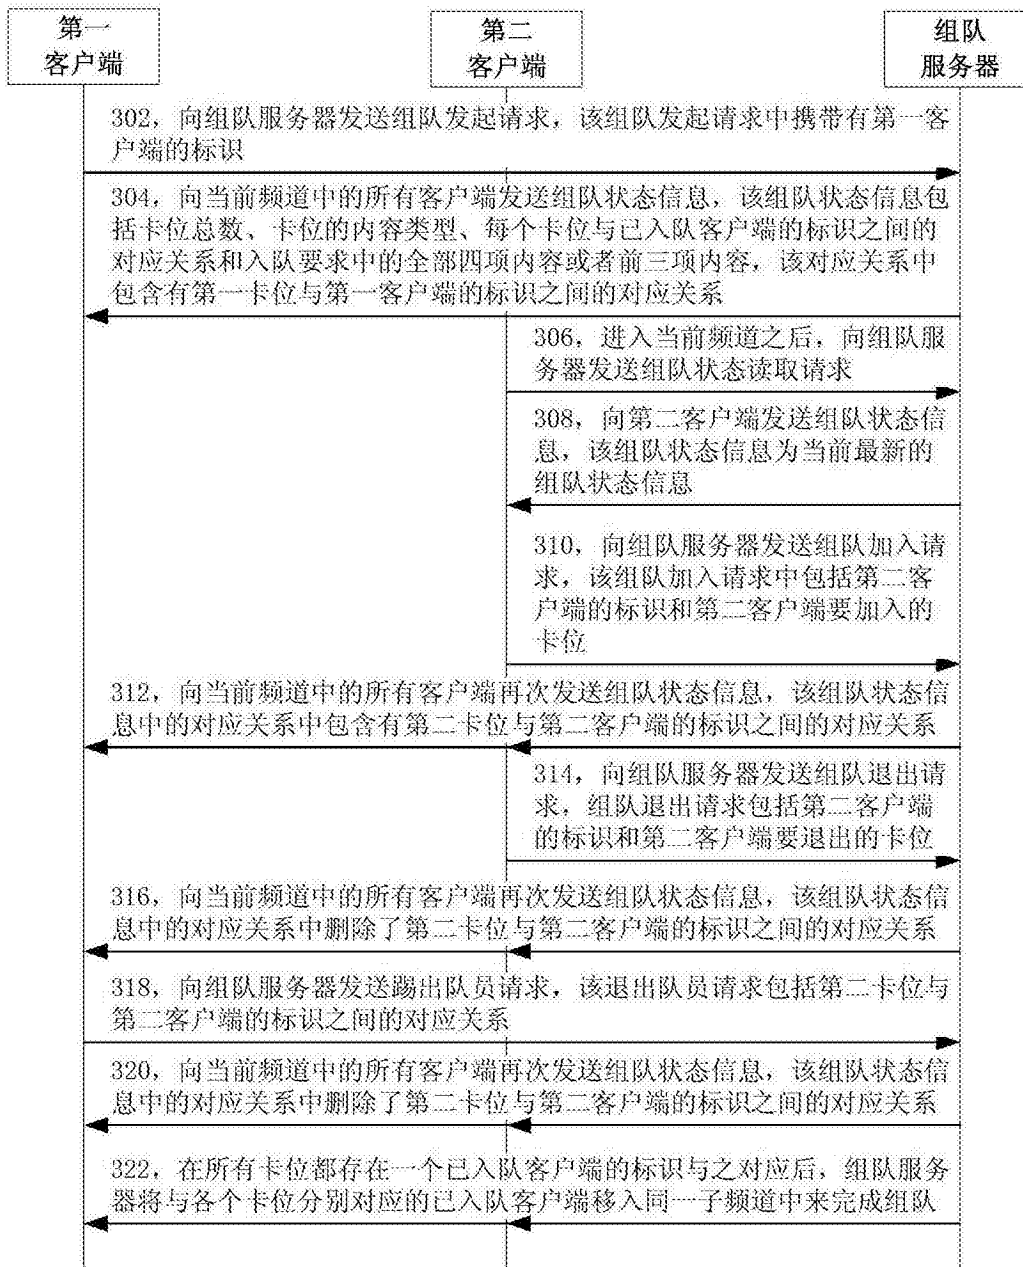 第一
客户端
第二
客户端
组队
服务器
302，向组队服务器发送组队发起请求，该组队发起请求中携带有第一客
户端的标识
304，向当前频道中的所有客户端发送组队状态信息，该组队状态信息包
括卡位总数、卡位的内容类型、每个卡位与已入队客户端的标识之间的
对应关系和入队要求中的全部四项内容或者前三项内容，该对应关系中
包含有第一卡位与第一客户端的标识之间的对应关系
306，进入当前频道之后，向组队服
务器发送组队状态读取请求
308，向第二客户端发送组队状态信
息，该组队状态信息为当前最新的
组队状态信息
310，向组队服务器发送组队加入请
求，该组队加入请求中包括第二客
户端的标识和第二客户端要加入的
卡位
312，向当前频道中的所有客户端再次发送组队状态信息，该组队状态信
息中的对应关系中包含有第二卡位与第二客户端的标识之间的对应关系
314，向组队服务器发送组队退出请
求，组队退出请求包括第二客户端
的标识和第二客户端要退出的卡位
316，向当前频道中的所有客户端再次发送组队状态信息，该组队状态信
息中的对应关系中删除了第二卡位与第二客户端的标识之间的对应关系
318，向组队服务器发送踢出队员请求，该退出队员请求包括第二卡位与
第二客户端的标识之间的对应关系
320，向当前频道中的所有客户端再次发送组队状态信息，该组队状态信
息中的对应关系中删除了第二卡位与第二客户端的标识之间的对应关系
322，在所有卡位都存在一个已入队客户端的标识与之对应后，组队服务
器将与各个卡位分别对应的已入队客户端移入同一子频道中来完成组队